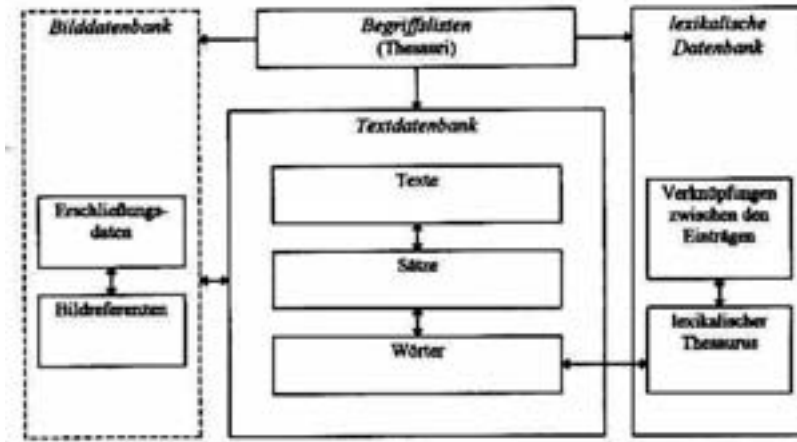 Bilddatenbank
Begriffslisten
(Thesauri)
lexikalische
Datenbank
Textdatenbank
Texte
Erschließungs-
daten
Verknüpfungen
zwischen den
Einträgen
Sätze
Bildreferenten
lexikalischer
Thesaurus
Wörter